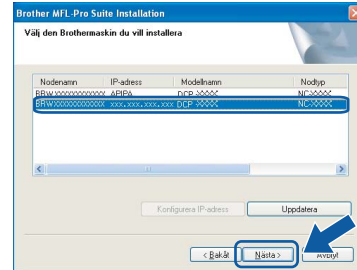 Brother MFL-Pro Suite Installation
Välj den Brothermaskin du vill installera
Nodenamn IP-adress Modellnamn Nodtyp
BRWXXXXXXXXXXXX APIPA DCP-XXXX NC-XXXX
BRWXXXXXXXXXXXX xxx.xxx.xxx.xxx DCP-XXXX NC-XXXX
Konfigurera IP-adress Uppdatera
< Bakåt Nästa > Avbryt